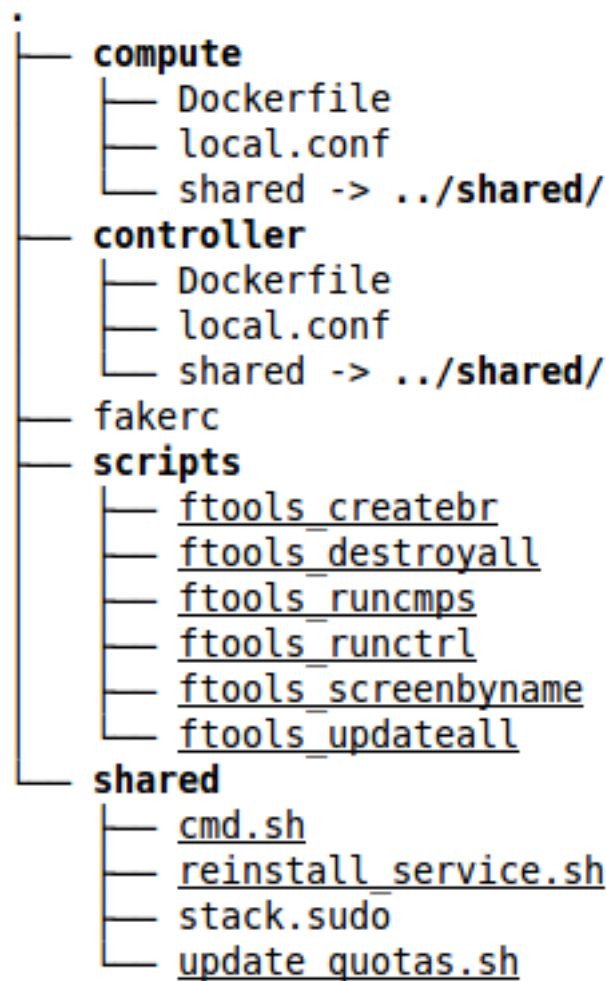 .
├── compute
│   ├── Dockerfile
│   ├── local.conf
│   └── shared -> ../shared/
├── controller
│   ├── Dockerfile
│   ├── local.conf
│   └── shared -> ../shared/
├── fakerc
├── scripts
│   ├── ftools_createbr
│   ├── ftools_destroyall
│   ├── ftools_runcmps
│   ├── ftools_runctrl
│   ├── ftools_screenbyname
│   └── ftools_updateall
└── shared
    ├── cmd.sh
    ├── reinstall_service.sh
    ├── stack.sudo
    └── update_quotas.sh